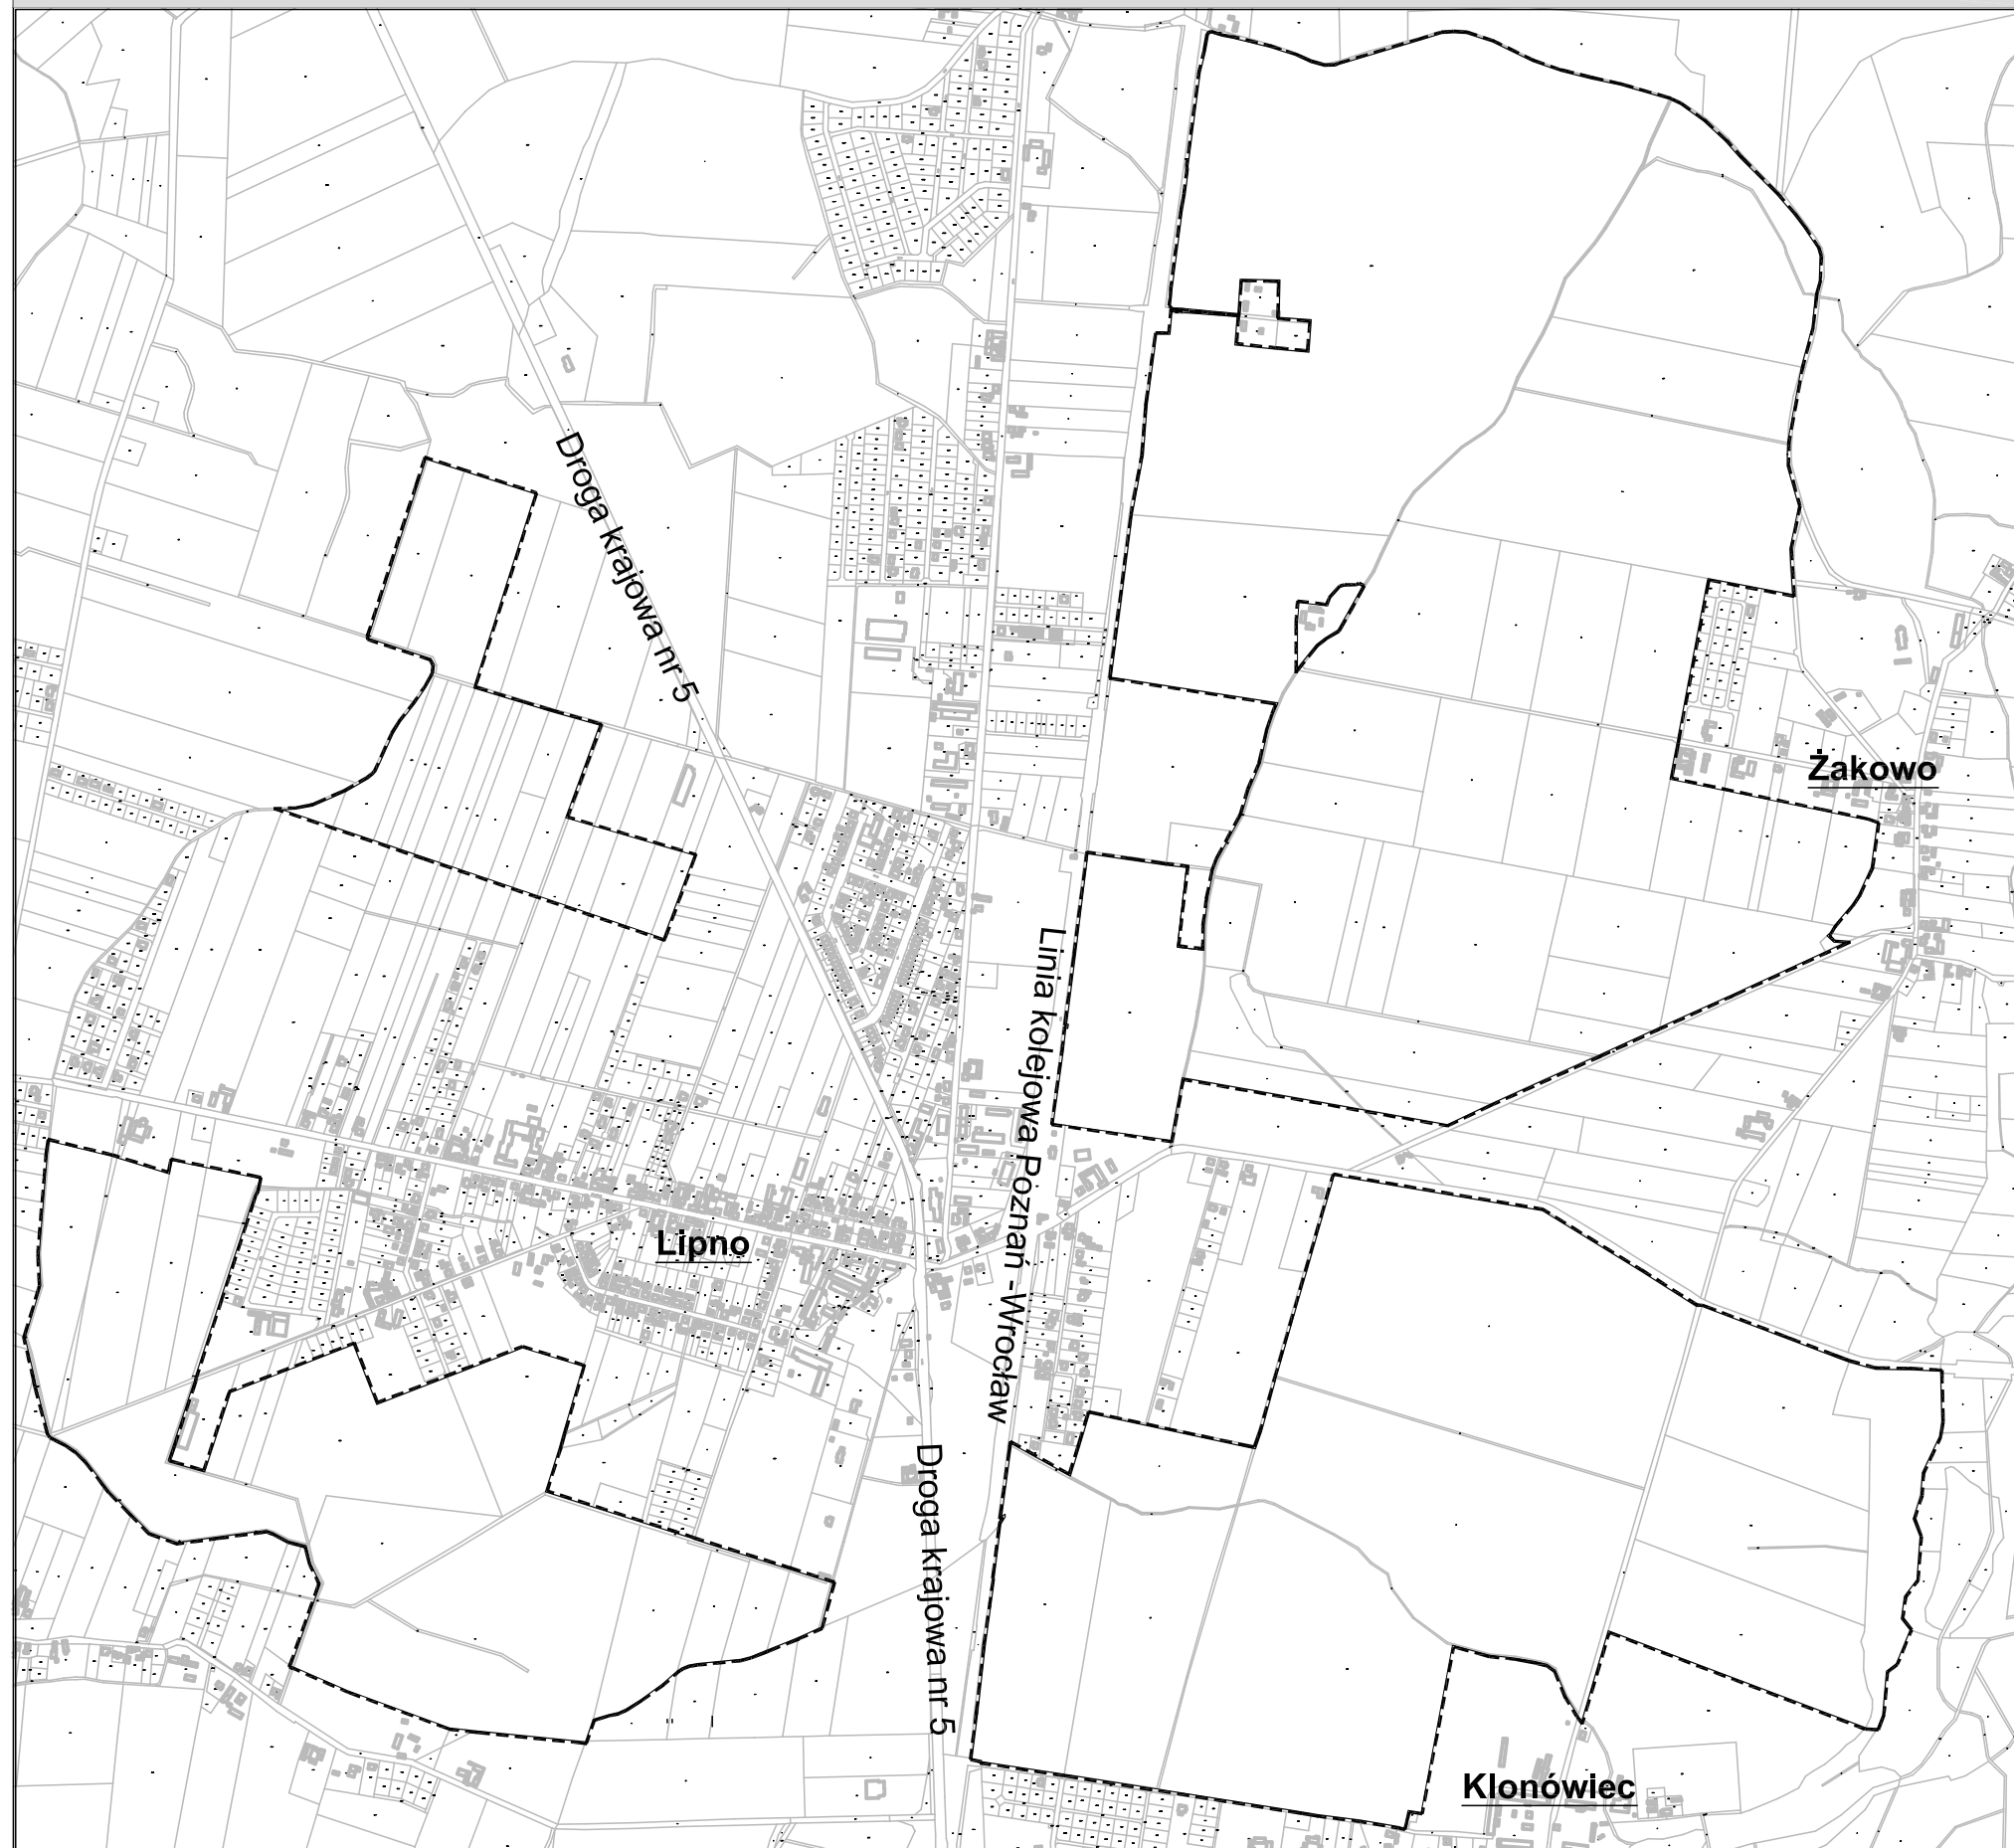 Droga krajowa nr 5
Żakowo
Linia kolejowa Poznań -Wrocław
Lipno
Droga krajowa nr 5
Klonówiec